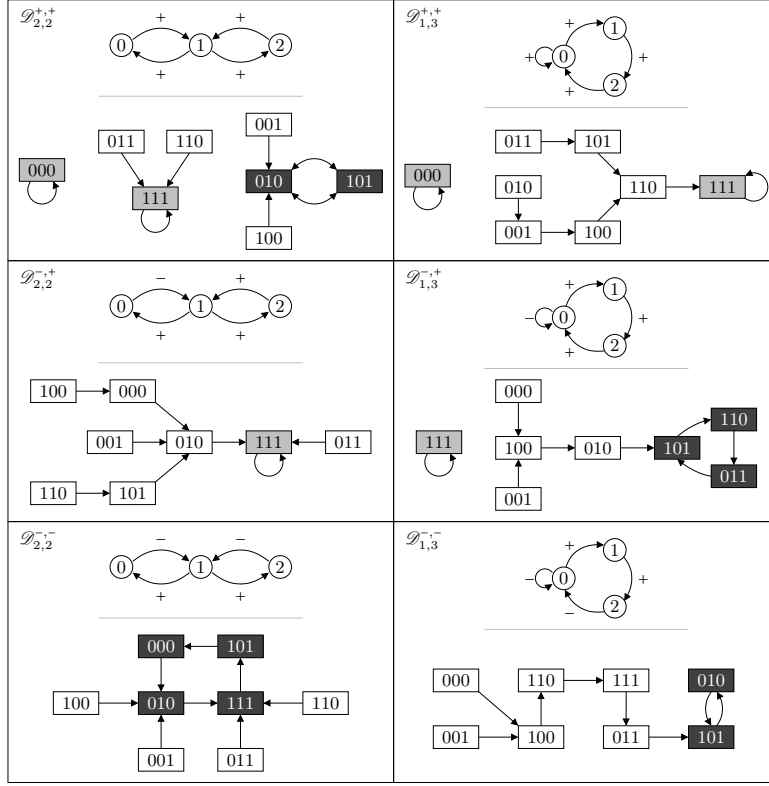 𝒟^{+,+}_{2,2}
+ +
0 1 2
+ +
001
011 110
000 010 101
111
100
𝒟^{+,+}_{1,3}
+ 1
+ 0 +
+ 2
011 101
000 010 110 111
001 100
𝒟^{-,+}_{2,2}
− +
0 1 2
+ +
100 000
001 010 111 011
110 101
𝒟^{-,+}_{1,3}
+ 1
− 0 +
+ 2
000
110
111 100 010 101
011
001
𝒟^{-,-}_{2,2}
− −
0 1 2
+ +
000 101
100 010 111 110
001 011
𝒟^{-,-}_{1,3}
+ 1
− 0 +
− 2
000 110 111 010
001 100 011 101